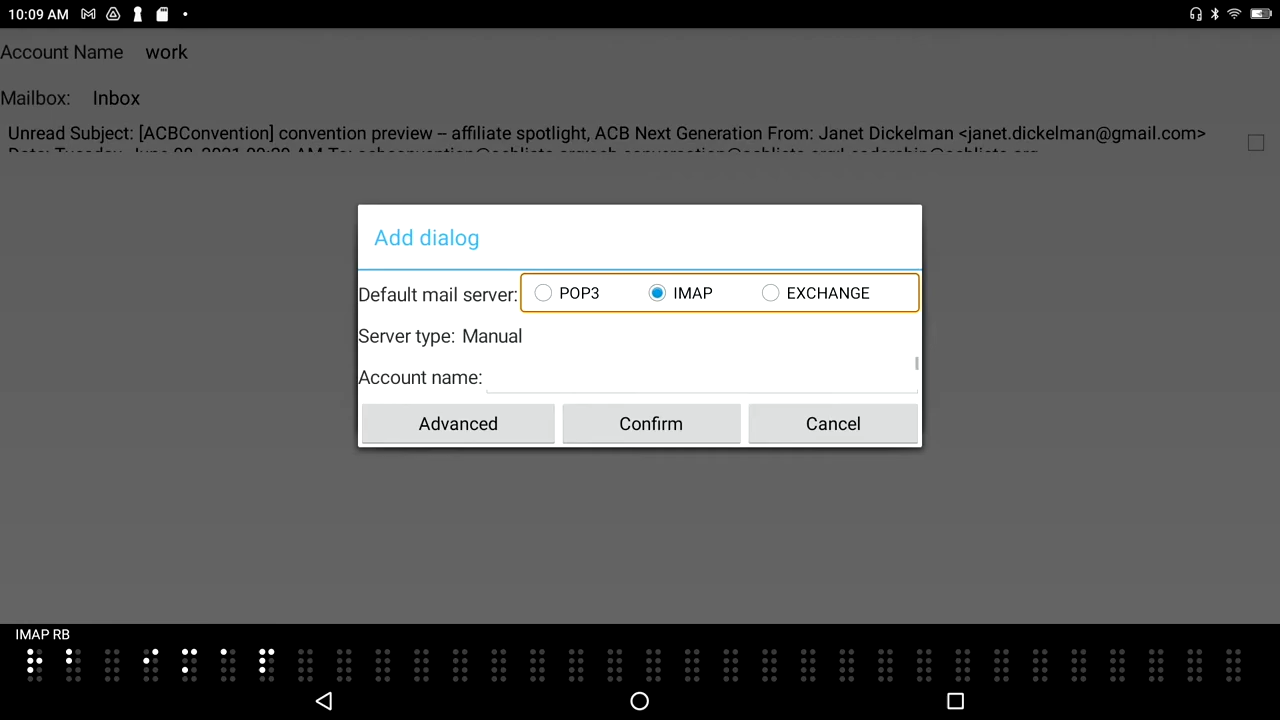 10:09 AM
Account Name work
Mailbox: Inbox
Unread Subject: [ACBConvention] convention preview -- affiliate spotlight, ACB Next Generation From: Janet Dickelman <janet.dickelman@gmail.com>
Add dialog
Default mail server: POP3 IMAP EXCHANGE
Server type: Manual
Account name:
Advanced Confirm Cancel
IMAP RB